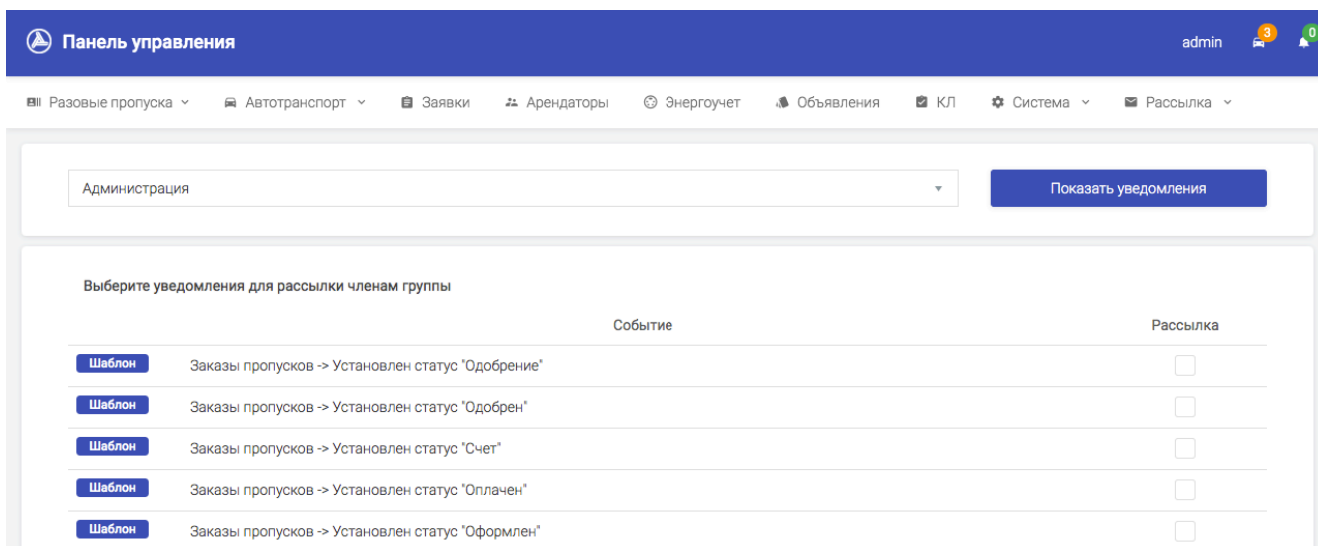 Панель управления
admin
3
0
Разовые пропуска
Автотранспорт
Заявки
Арендаторы
Энергоучет
Объявления
КЛ
Система
Рассылка
Администрация
Показать уведомления
Выберите уведомления для рассылки членам группы
Событие
Рассылка
Шаблон Заказы пропусков -> Установлен статус "Одобрение"
Шаблон Заказы пропусков -> Установлен статус "Одобрен"
Шаблон Заказы пропусков -> Установлен статус "Счет"
Шаблон Заказы пропусков -> Установлен статус "Оплачен"
Шаблон Заказы пропусков -> Установлен статус "Оформлен"